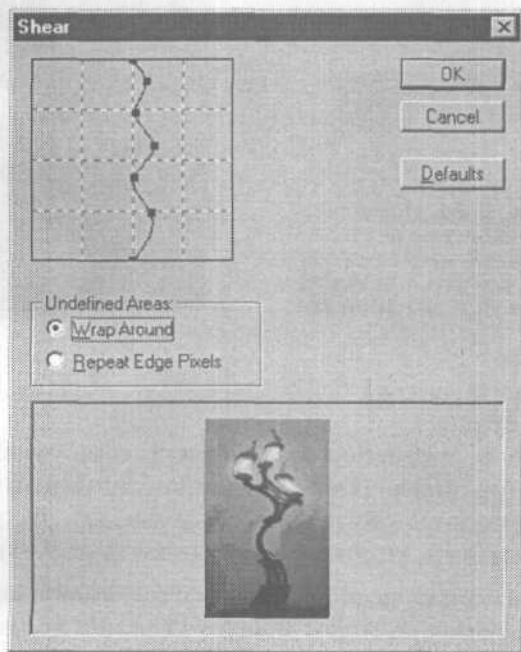 Shear
OK
Cancel
Defaults
Undefined Areas:
Wrap Around
Repeat Edge Pixels